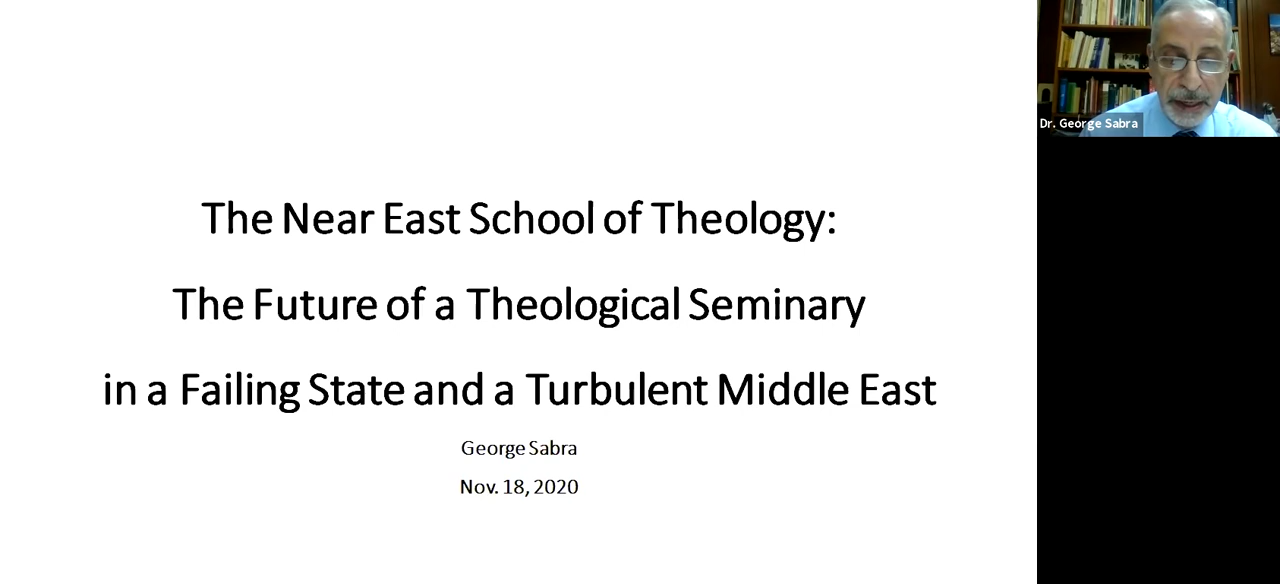 The Near East School of Theology:
The Future of a Theological Seminary
in a Failing State and a Turbulent Middle East
George Sabra
Nov. 18, 2020
Dr. George Sabra